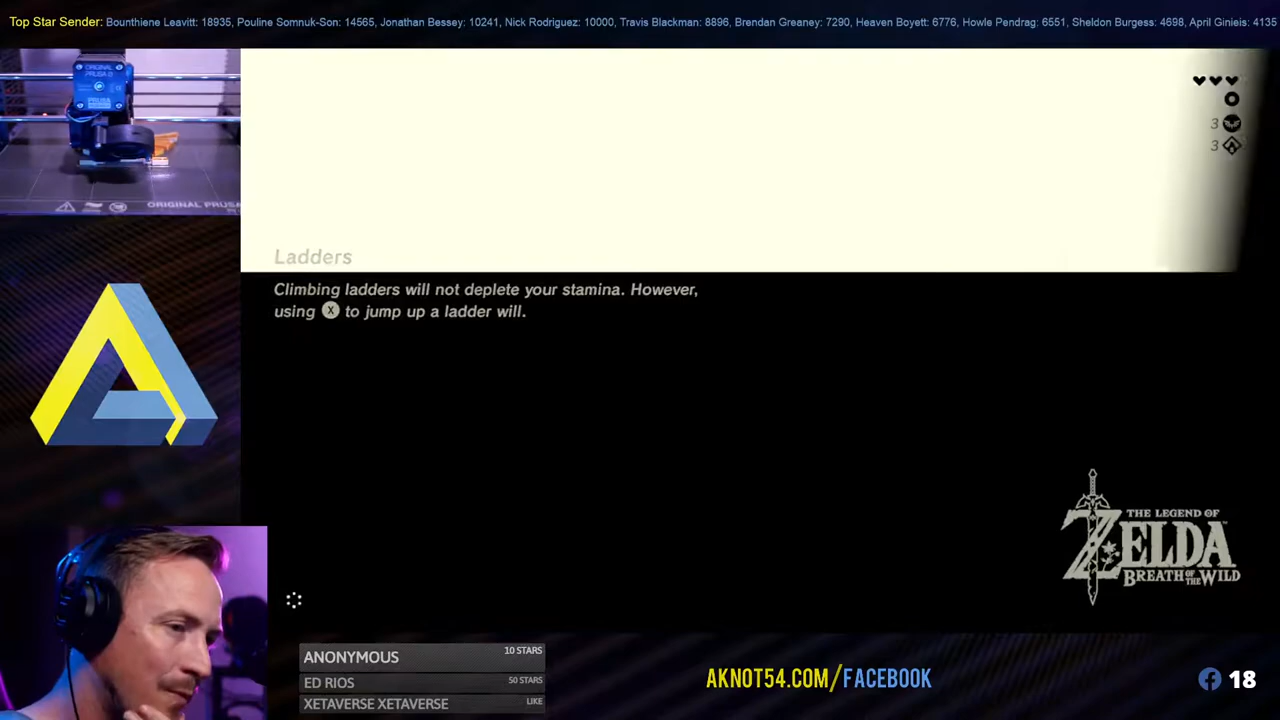 Top Star Sender: Bounthiene Leavitt: 18935, Pouline Somnuk-Son: 14565, Jonathan Bessey: 10241, Nick Rodriguez: 10000, Travis Blackman: 8896, Brendan Greaney: 7290, Heaven Boyett: 6776, Howle Pendrag: 6551, Sheldon Burgess: 4698, April Ginieis: 4135
ORIGINAL PRUSA
3
3
Ladders
Climbing ladders will not deplete your stamina. However,
using X to jump up a ladder will.
THE LEGEND OF
ZELDA
BREATH OF THE WILD
ANONYMOUS 10 STARS
ED RIOS 50 STARS
XETAVERSE XETAVERSE LIKE
AKNOT54.COM/FACEBOOK
18